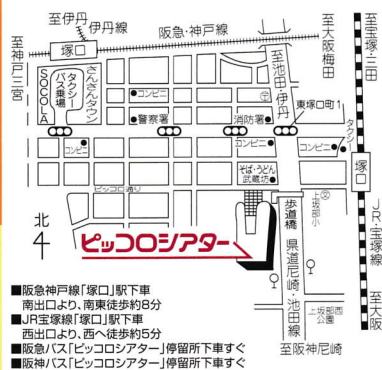 至伊丹
伊丹線
阪急・神戸線
至神戸三宮
塚口
至大阪梅田
至宝塚・三田
SOCOLA
タクシーバス乗場
さんさんタウン
コンビニ
至池田・伊丹
警察署
消防署
東塚口町1
タクシー
コンビニ
コンビニ
コンビニ
そば・うどん
武蔵坊
塚口
ピッコロ通り
上坂部小
北
4
ピッコロシアター
歩道橋
県道尼崎・池田線
JR・宝塚線
上坂部西公園
至大阪
至阪神尼崎
■阪急神戸線「塚口」駅下車
南出口より、南東徒歩約8分
■JR宝塚線「塚口」駅下車
西出口より、西へ徒歩約5分
■阪急バス「ピッコロシアター」停留所下車すぐ
■阪神バス「ピッコロシアター」停留所下車すぐ